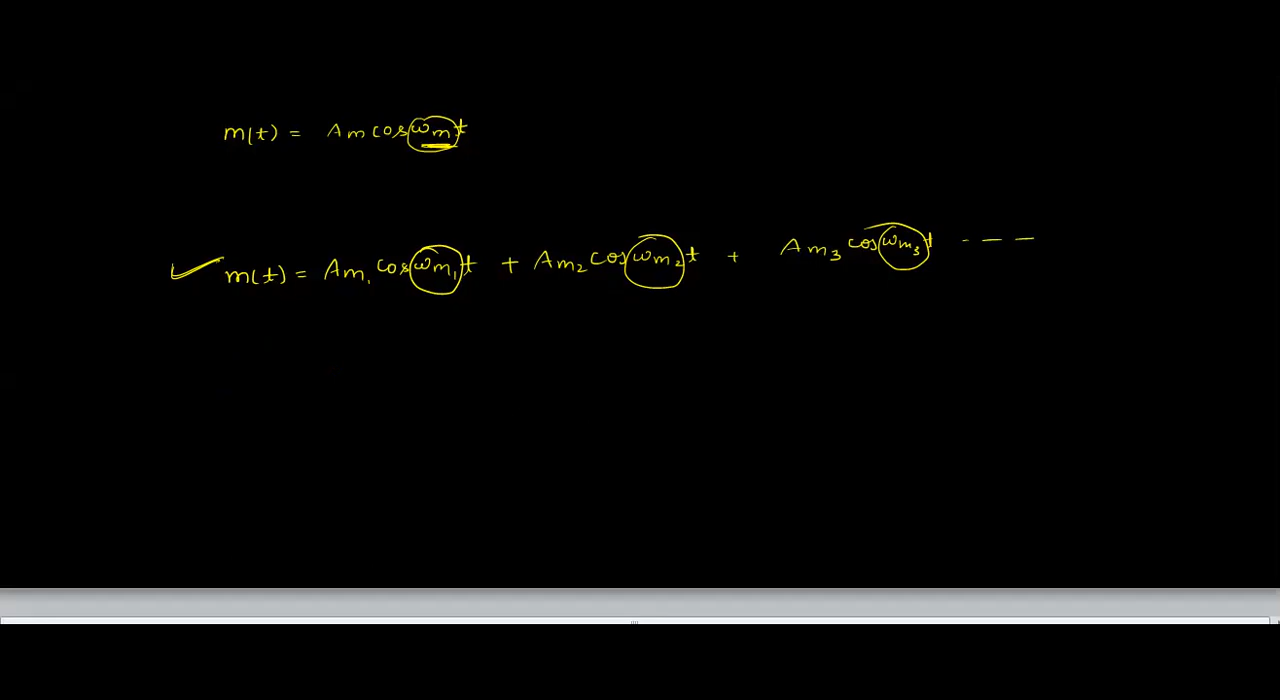 m(t) = Am cos ωm t
m(t) = Am₁ cos ωm₁ t + Am₂ cos ωm₂ t + Am₃ cos ωm₃ t - - -